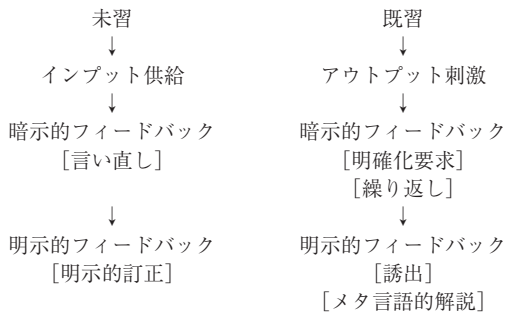 未習
↓
インプット供給
↓
暗示的フィードバック
［言い直し］
↓
明示的フィードバック
［明示的訂正］
既習
↓
アウトプット刺激
↓
暗示的フィードバック
［明確化要求］
［繰り返し］
↓
明示的フィードバック
［誘出］
［メタ言語的解説］